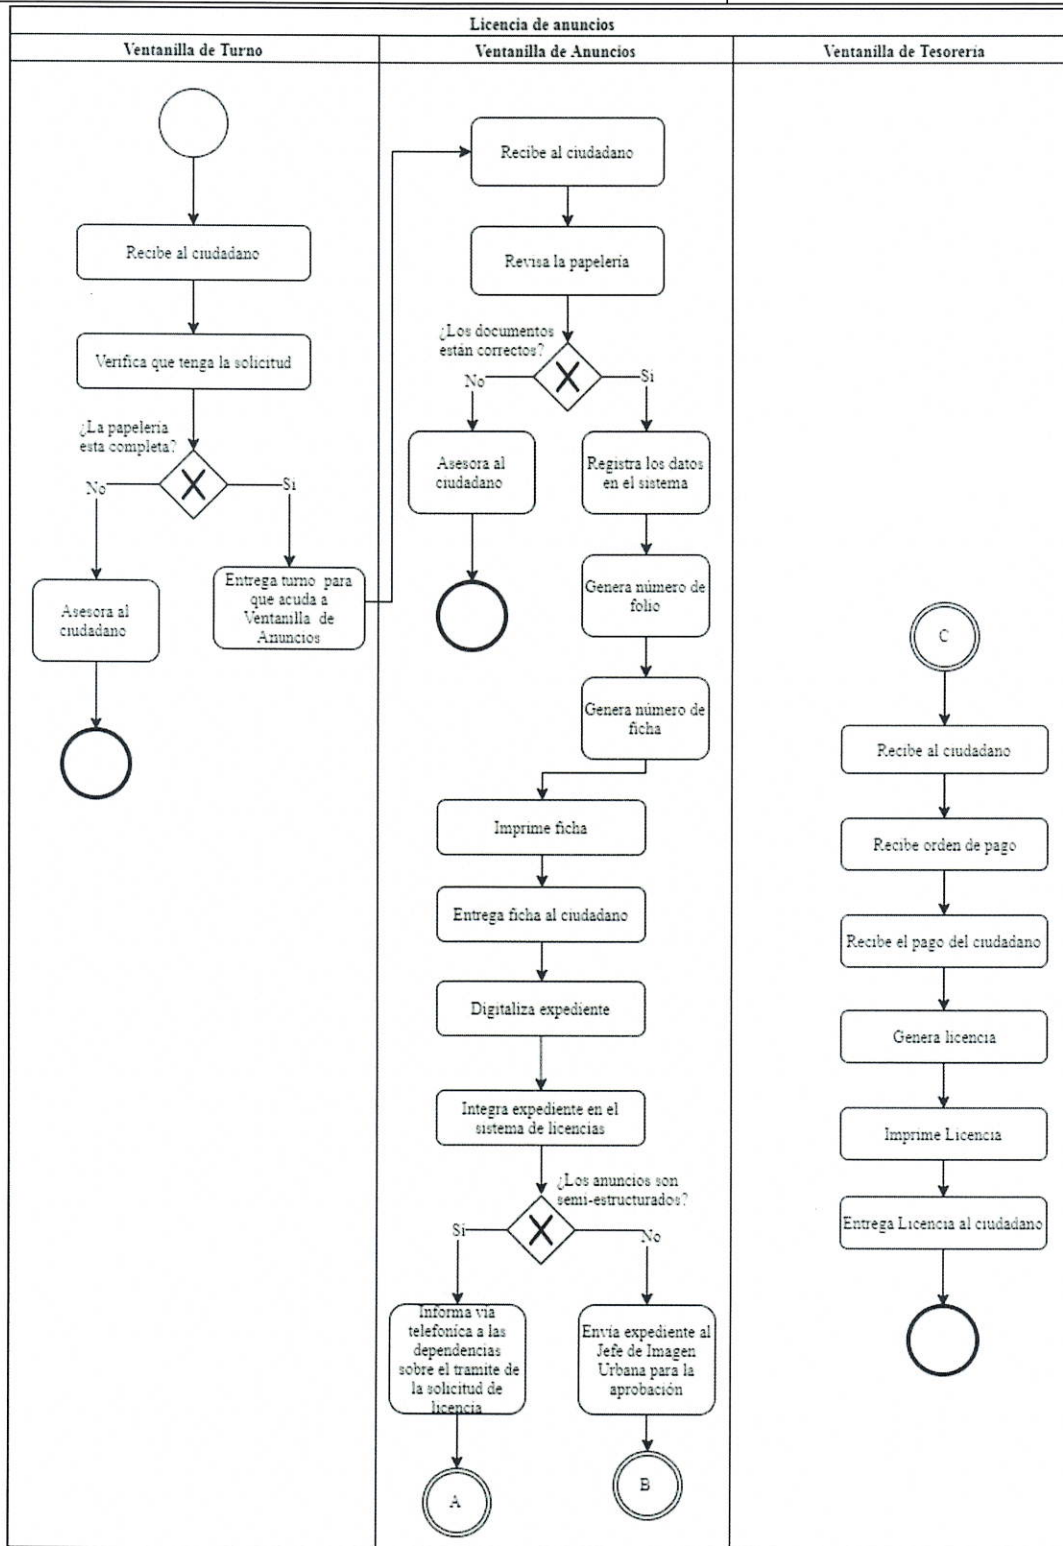 Licencia de anuncios
Ventanilla de Turno
Ventanilla de Anuncios
Ventanilla de Tesorería
Recibe al ciudadano
Verifica que tenga la solicitud
¿La papelería
esta completa?
No
Si
Asesora al
ciudadano
Entrega turno para
que acuda a
Ventanilla de
Anuncios
Recibe al ciudadano
Revisa la papelería
¿Los documentos
están correctos?
No
Si
Asesora al
ciudadano
Registra los datos
en el sistema
Genera número de
folio
Genera número de
ficha
Imprime ficha
Entrega ficha al ciudadano
Digitaliza expediente
Integra expediente en el
sistema de licencias
¿Los anuncios son
semi-estructurados?
Sí
No
Informa vía
telefonica a las
dependencias
sobre el tramite de
la solicitud de
licencia
Envía expediente al
Jefe de Imagen
Urbana para la
aprobación
A
B
C
Recibe al ciudadano
Recibe orden de pago
Recibe el pago del ciudadano
Genera licencia
Imprime Licencia
Entrega Licencia al ciudadano